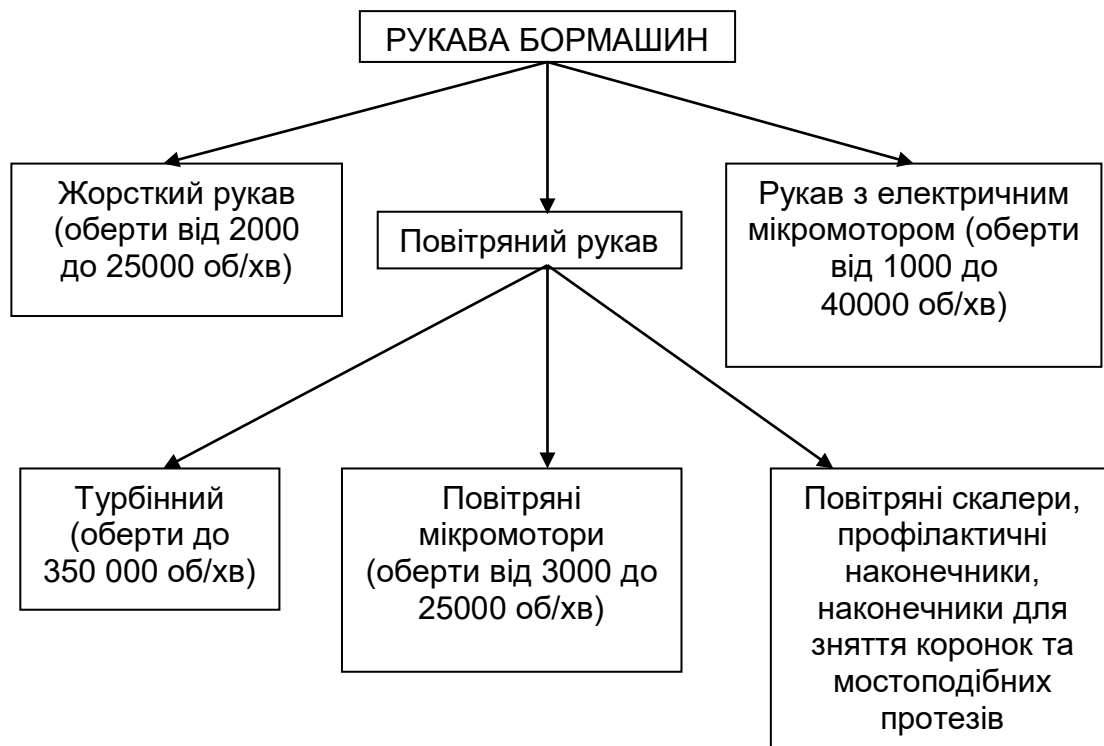 РУКАВА БОРМАШИН
Жорсткий рукав
(оберти від 2000
до 25000 об/хв)
Повітряний рукав
Рукав з електричним
мікромотором (оберти
від 1000 до
40000 об/хв)
Турбінний
(оберти до
350 000 об/хв)
Повітряні
мікромотори
(оберти від 3000 до
25000 об/хв)
Повітряні скалери,
профілактичні
наконечники,
наконечники для
зняття коронок та
мостоподібних
протезів